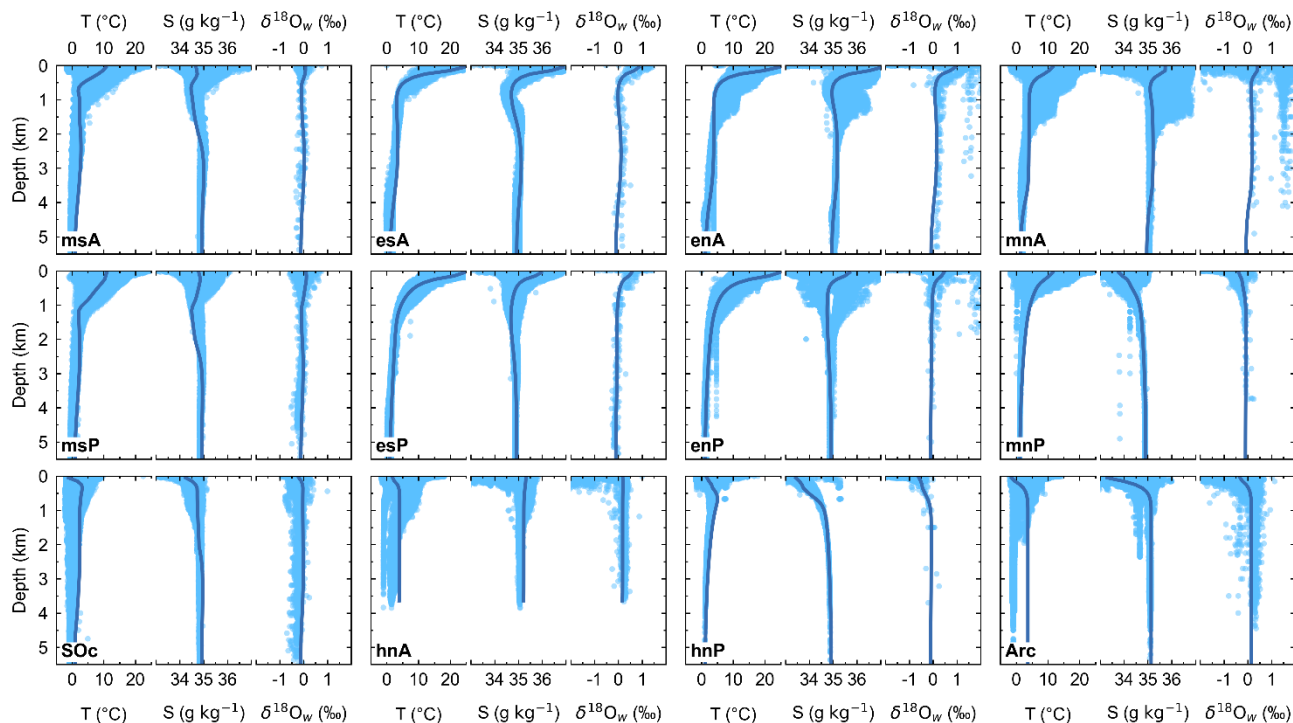 T (°C) S (g kg⁻¹) δ¹⁸O_w (‰) T (°C) S (g kg⁻¹) δ¹⁸O_w (‰) T (°C) S (g kg⁻¹) δ¹⁸O_w (‰) T (°C) S (g kg⁻¹) δ¹⁸O_w (‰)
0 10 20 34 35 36 -1 0 1 0 10 20 34 35 36 -1 0 1 0 10 20 34 35 36 -1 0 1 0 10 20 34 35 36 -1 0 1
0
1
2
3
4
5
Depth (km)
msA esA enA mnA
0
1
2
3
4
5
Depth (km)
msP esP enP mnP
0
1
2
3
4
5
Depth (km)
SOc hnA hnP Arc
0 10 20 34 35 36 -1 0 1 0 10 20 34 35 36 -1 0 1 0 10 20 34 35 36 -1 0 1 0 10 20 34 35 36 -1 0 1
T (°C) S (g kg⁻¹) δ¹⁸O_w (‰) T (°C) S (g kg⁻¹) δ¹⁸O_w (‰) T (°C) S (g kg⁻¹) δ¹⁸O_w (‰) T (°C) S (g kg⁻¹) δ¹⁸O_w (‰)